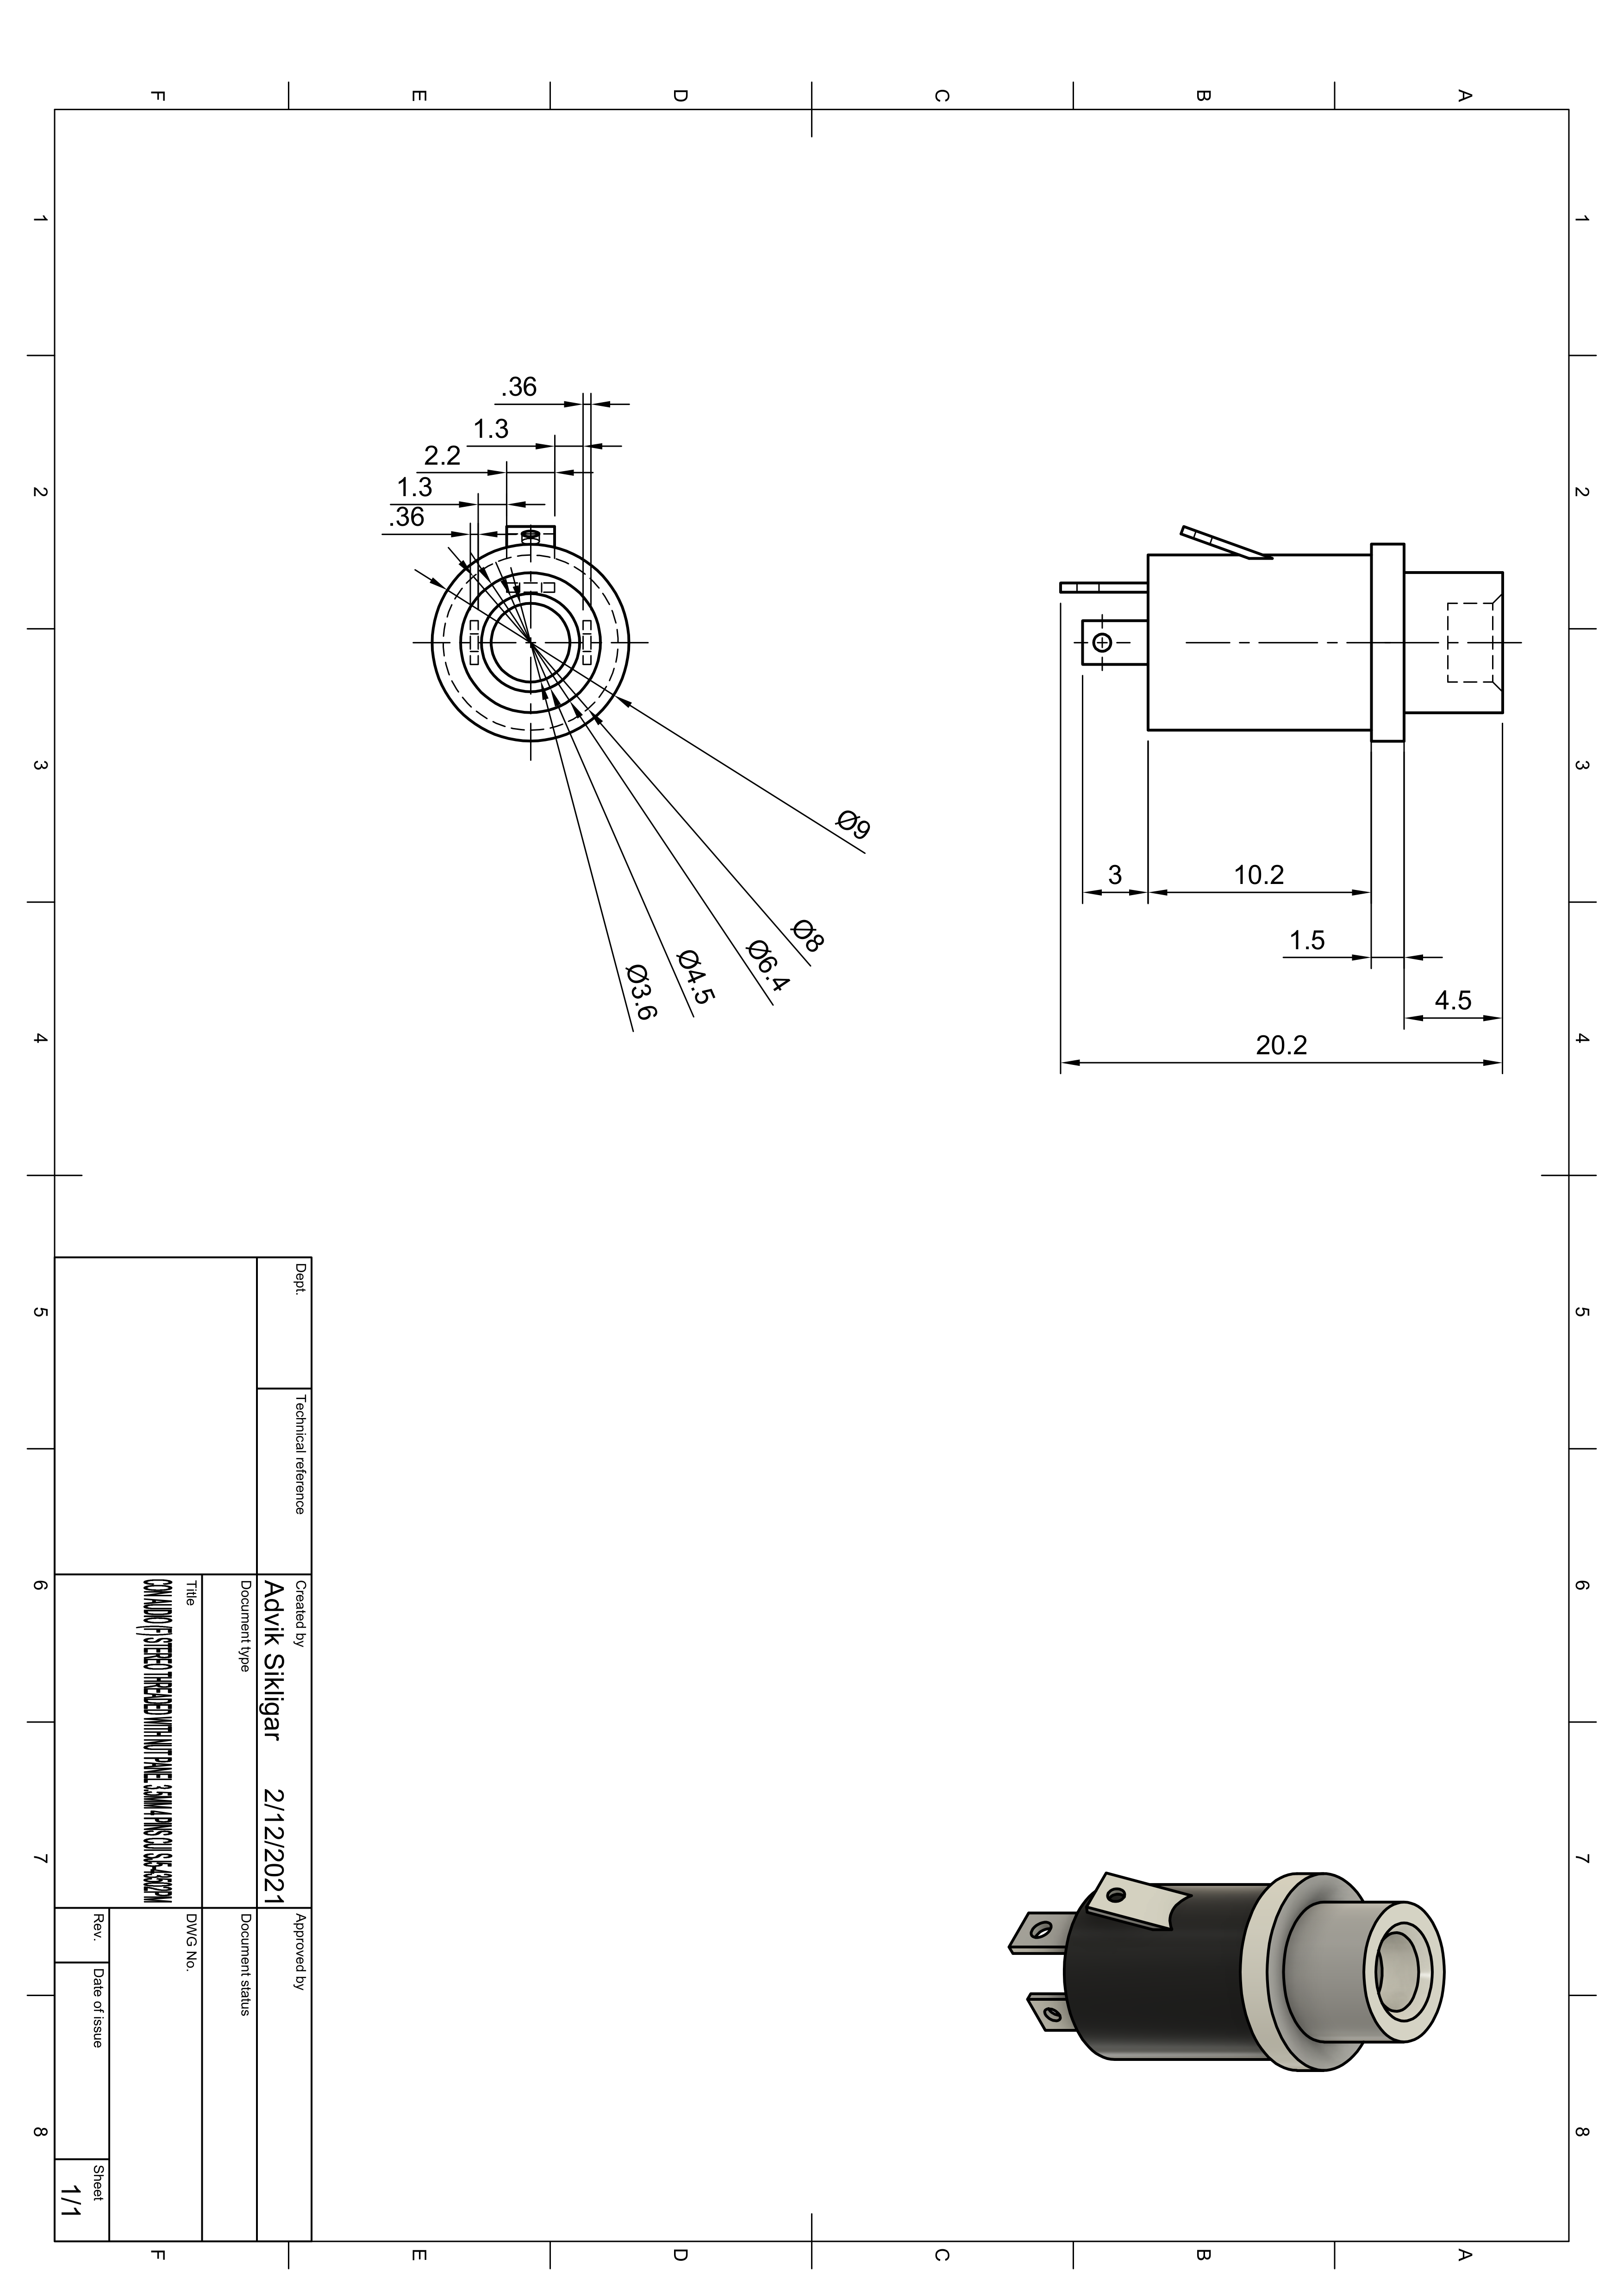 F
E
D
C
B
A
1
1
2
2
3
3
4
4
5
5
6
6
7
7
8
8
.36
1.3
2.2
1.3
.36
Ø9
Ø8
Ø6.4
Ø4.5
Ø3.6
3
10.2
1.5
4.5
20.2
Dept.
Technical reference
Created by
Approved by
Advik Sikligar 2/12/2021
Document type
Document status
Title
DWG No.
CON AUDIO (F) STEREO THREADED WITH NUT PANEL 3.5MM 4 PINS CUI
Rev.
Date of issue
Sheet
1/1
F
E
D
C
B
A